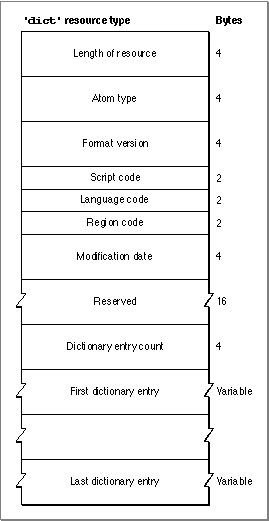 'dict' resource type Bytes
Length of resource 4
Atom type 4
Format version 4
Script code 2
Language code 2
Region code 2
Modification date 4
Reserved 16
Dictionary entry count 4
First dictionary entry Variable
Last dictionary entry Variable